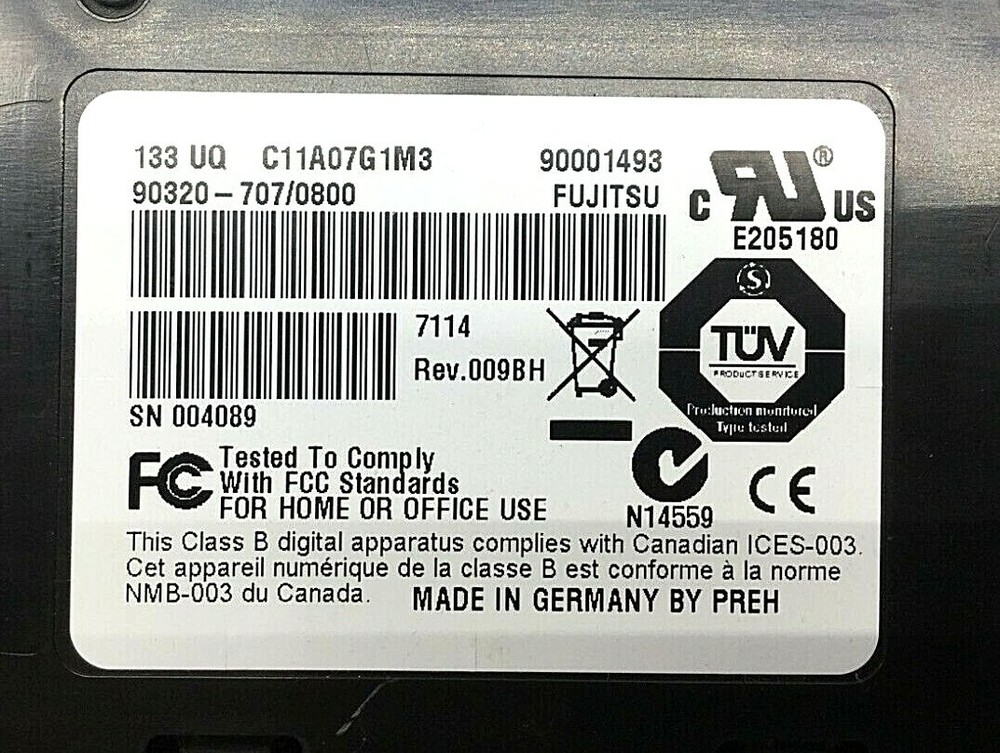 133 UQ C11A07G1M3 90001493
90320-707/0800 FUJITSU
C RU® US
E205180
7114
Rev.009BH
SN 004089
S
TÜV
PRODUCT SERVICE
Production monitored
Type tested
FC Tested To Comply
With FCC Standards
FOR HOME OR OFFICE USE
N14559
CE
This Class B digital apparatus complies with Canadian ICES-003.
Cet appareil numérique de la classe B est conforme à la norme
NMB-003 du Canada. MADE IN GERMANY BY PREH